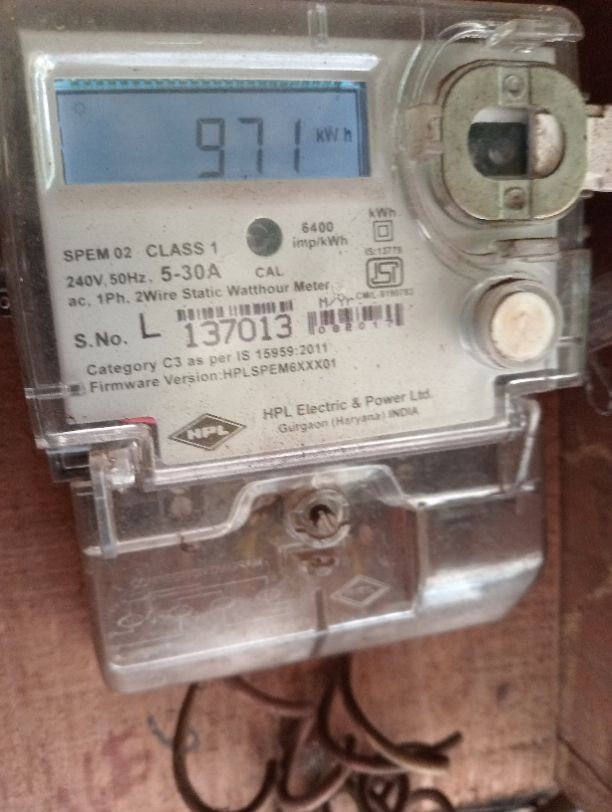 971 kWh
6400
imp/kWh
kWh
IS:13779
SPEM 02 CLASS 1
240V, 50Hz, 5-30A CAL
ac, 1Ph, 2Wire Static Watthour Meter
M/Yr.
S.No. L 137013 082017
Category C3 as per IS 15959:2011
Firmware Version:HPLSPEM6XXX01
HPL
HPL Electric & Power Ltd.
Gurgaon (Haryana) INDIA